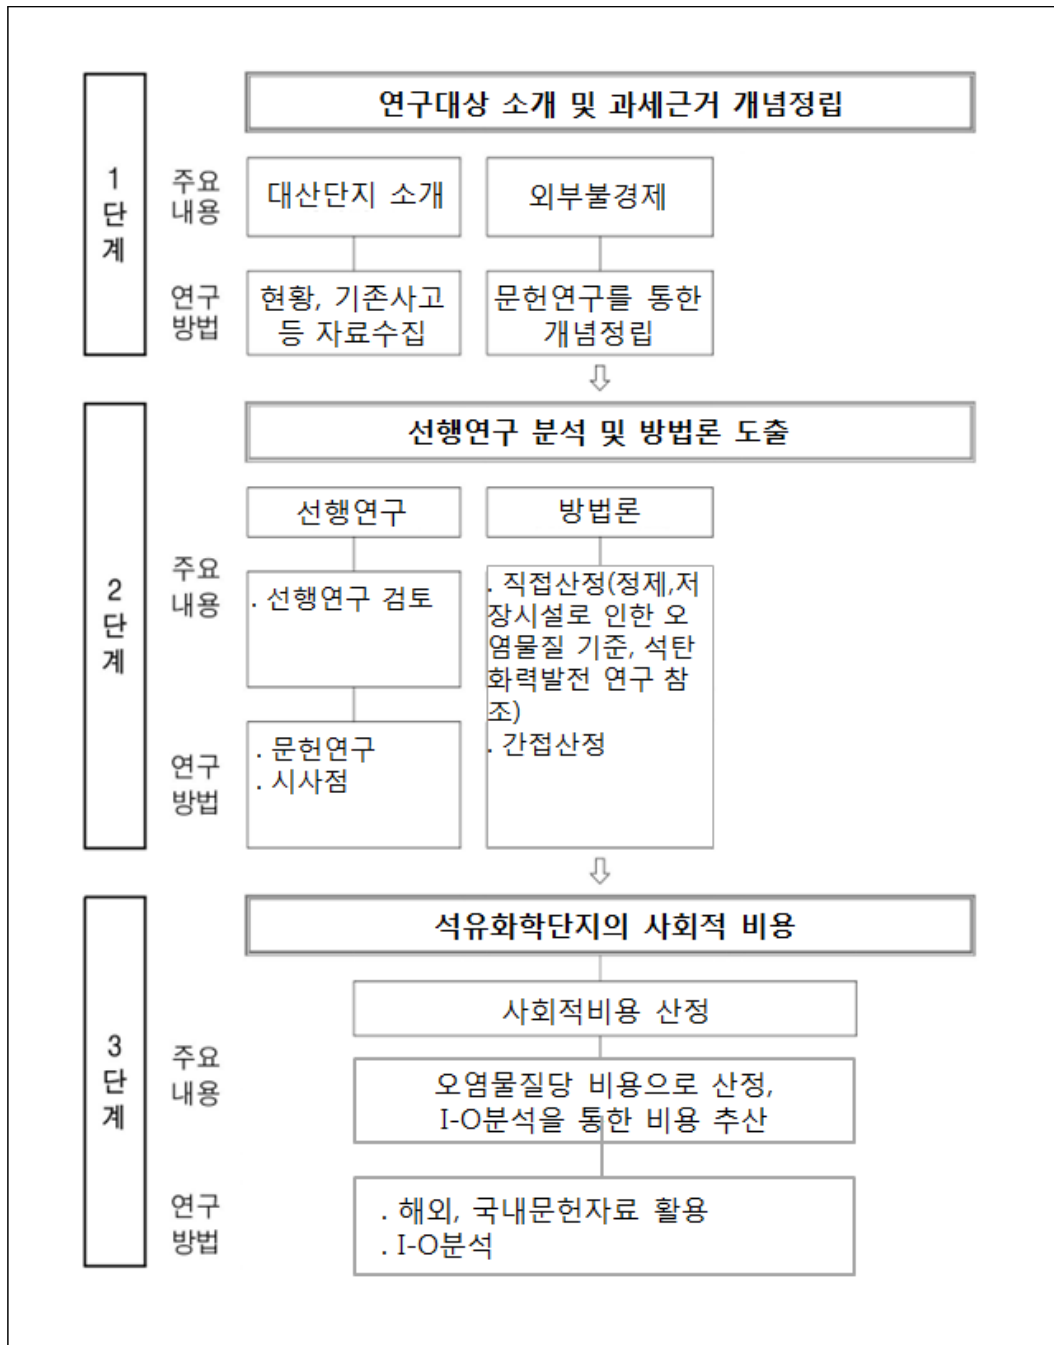 연구대상 소개 및 과세근거 개념정립
1
단
계
주요
내용
대산단지 소개
외부불경제
연구
방법
현황, 기존사고
등 자료수집
문헌연구를 통한
개념정립
선행연구 분석 및 방법론 도출
2
단
계
선행연구
방법론
주요
내용
. 선행연구 검토
. 직접산정(정제,저
장시설로 인한 오
염물질 기준, 석탄
화력발전 연구 참
조)
. 간접산정
연구
방법
. 문헌연구
. 시사점
석유화학단지의 사회적 비용
3
단
계
사회적비용 산정
주요
내용
오염물질당 비용으로 산정,
I-O분석을 통한 비용 추산
연구
방법
. 해외, 국내문헌자료 활용
. I-O분석